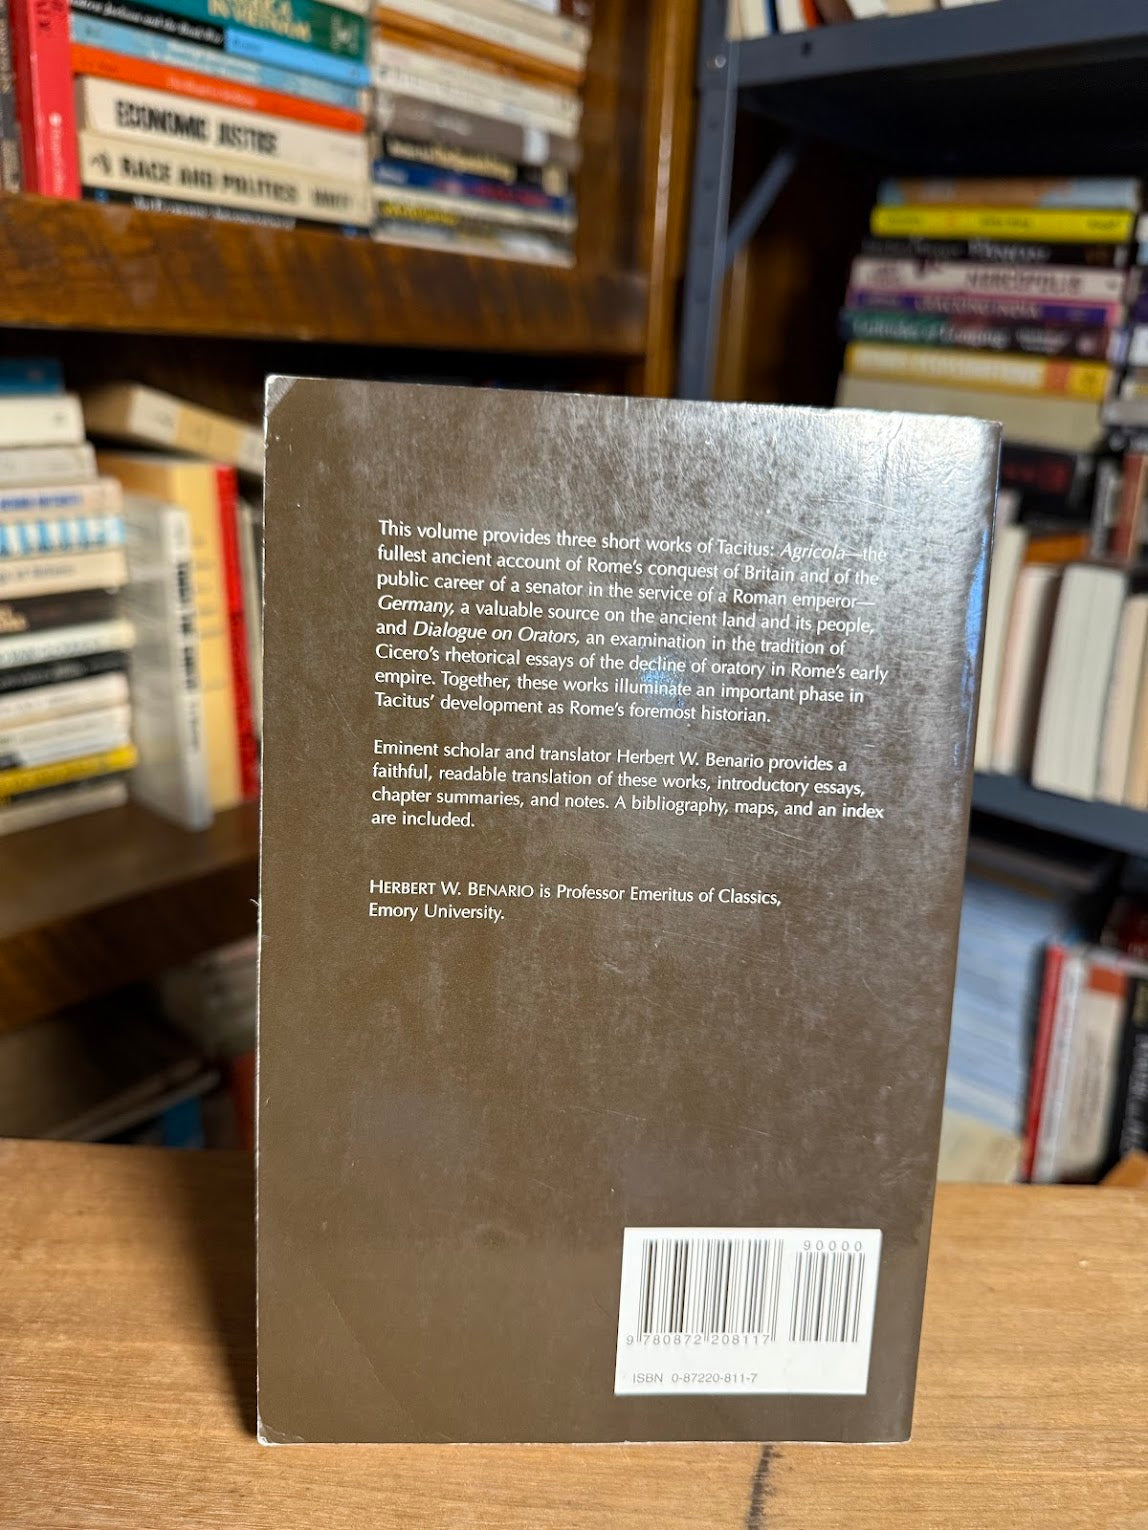 IN VIETNAM
ECONOMIC JUSTICE
RACE AND POLITICS
NARCOPOLIS
This volume provides three short works of Tacitus: Agricola—the
fullest ancient account of Rome's conquest of Britain and of the
public career of a senator in the service of a Roman emperor—
Germany, a valuable source on the ancient land and its people,
and Dialogue on Orators, an examination in the tradition of
Cicero's rhetorical essays of the decline of oratory in Rome's early
empire. Together, these works illuminate an important phase in
Tacitus' development as Rome's foremost historian.
Eminent scholar and translator Herbert W. Benario provides a
faithful, readable translation of these works, introductory essays,
chapter summaries, and notes. A bibliography, maps, and an index
are included.
HERBERT W. BENARIO is Professor Emeritus of Classics,
Emory University.
90000
9 780872 208117
ISBN 0-87220-811-7